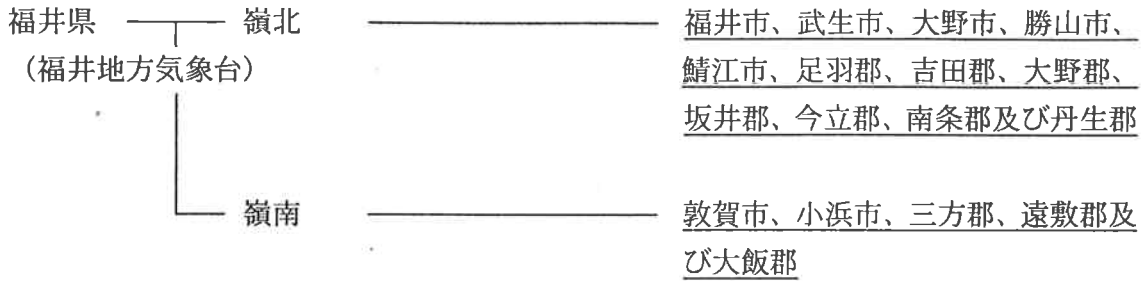 福井県 嶺北 福井市、武生市、大野市、勝山市、
(福井地方気象台) 鯖江市、足羽郡、吉田郡、大野郡、
坂井郡、今立郡、南条郡及び丹生郡
嶺南 敦賀市、小浜市、三方郡、遠敷郡及
び大飯郡